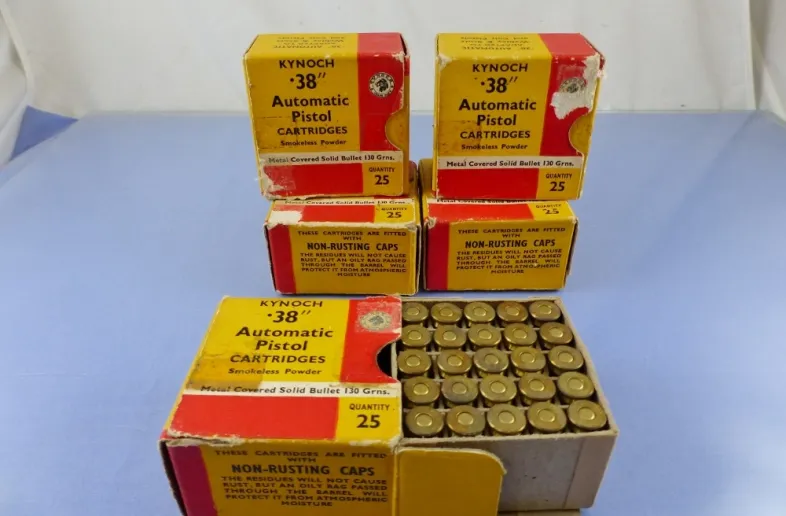 KYNOCH
·38"
Automatic
Pistol
CARTRIDGES
Smokeless Powder
Metal Covered Solid Bullet 130 Grns.
QUANTITY
25
KYNOCH
·38"
Automatic
Pistol
CARTRIDGES
Smokeless Powder
Metal Covered Solid Bullet 130 Grns.
QUANTITY
25
Metal Covered Solid Bullet 130 Grns.
QUANTITY
25
THESE CARTRIDGES ARE FITTED
WITH
NON-RUSTING CAPS
THE RESIDUES WILL NOT CAUSE
RUST, BUT AN OILY RAG PASSED
THROUGH THE BARREL WILL
PROTECT IT FROM ATMOSPHERIC
MOISTURE
25
THESE CARTRIDGES ARE FITTED
WITH
NON-RUSTING CAPS
THE RESIDUES WILL NOT CAUSE
RUST, BUT AN OILY RAG PASSED
THROUGH THE BARREL WILL
PROTECT IT FROM ATMOSPHERIC
MOISTURE
KYNOCH
·38"
Automatic
Pistol
CARTRIDGES
Smokeless Powder
Metal Covered Solid Bullet 130 Grns.
QUANTITY
25
THESE CARTRIDGES ARE FITTED
WITH
NON-RUSTING CAPS
THE RESIDUES WILL NOT CAUSE
RUST, BUT AN OILY RAG PASSED
THROUGH THE BARREL WILL
PROTECT IT FROM ATMOSPHERIC
MOISTURE